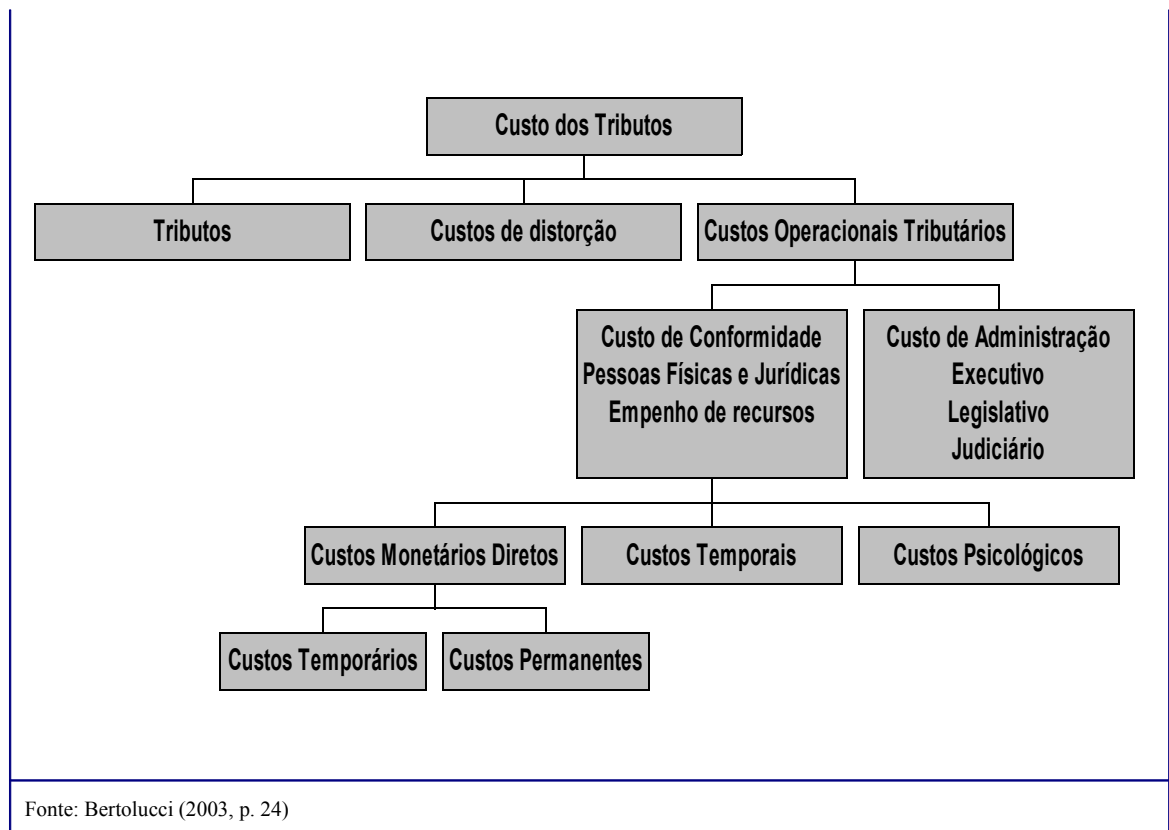 Custo dos Tributos
Tributos
Custos de distorção
Custos Operacionais Tributários
Custo de Conformidade
Pessoas Físicas e Jurídicas
Empenho de recursos
Custo de Administração
Executivo
Legislativo
Judiciário
Custos Monetários Diretos
Custos Temporais
Custos Psicológicos
Custos Temporários
Custos Permanentes
Fonte: Bertolucci (2003, p. 24)